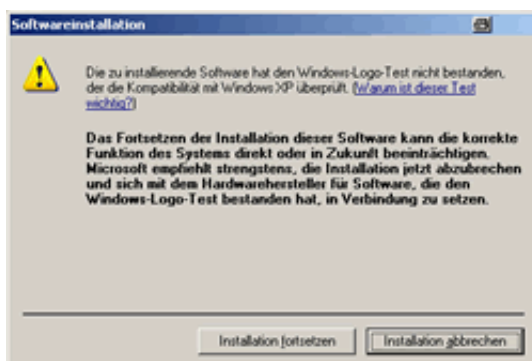 Softwareinstallation
Die zu installierende Software hat den Windows-Logo-Test nicht bestanden,
der die Kompatibilität mit Windows XP überprüft. (Warum ist dieser Test
wichtig?)
Das Fortsetzen der Installation dieser Software kann die korrekte
Funktion des Systems direkt oder in Zukunft beeinträchtigen.
Microsoft empfiehlt strengstens, die Installation jetzt abzubrechen
und sich mit dem Hardwarehersteller für Software, die den
Windows-Logo-Test bestanden hat, in Verbindung zu setzen.
Installation fortsetzen
Installation abbrechen